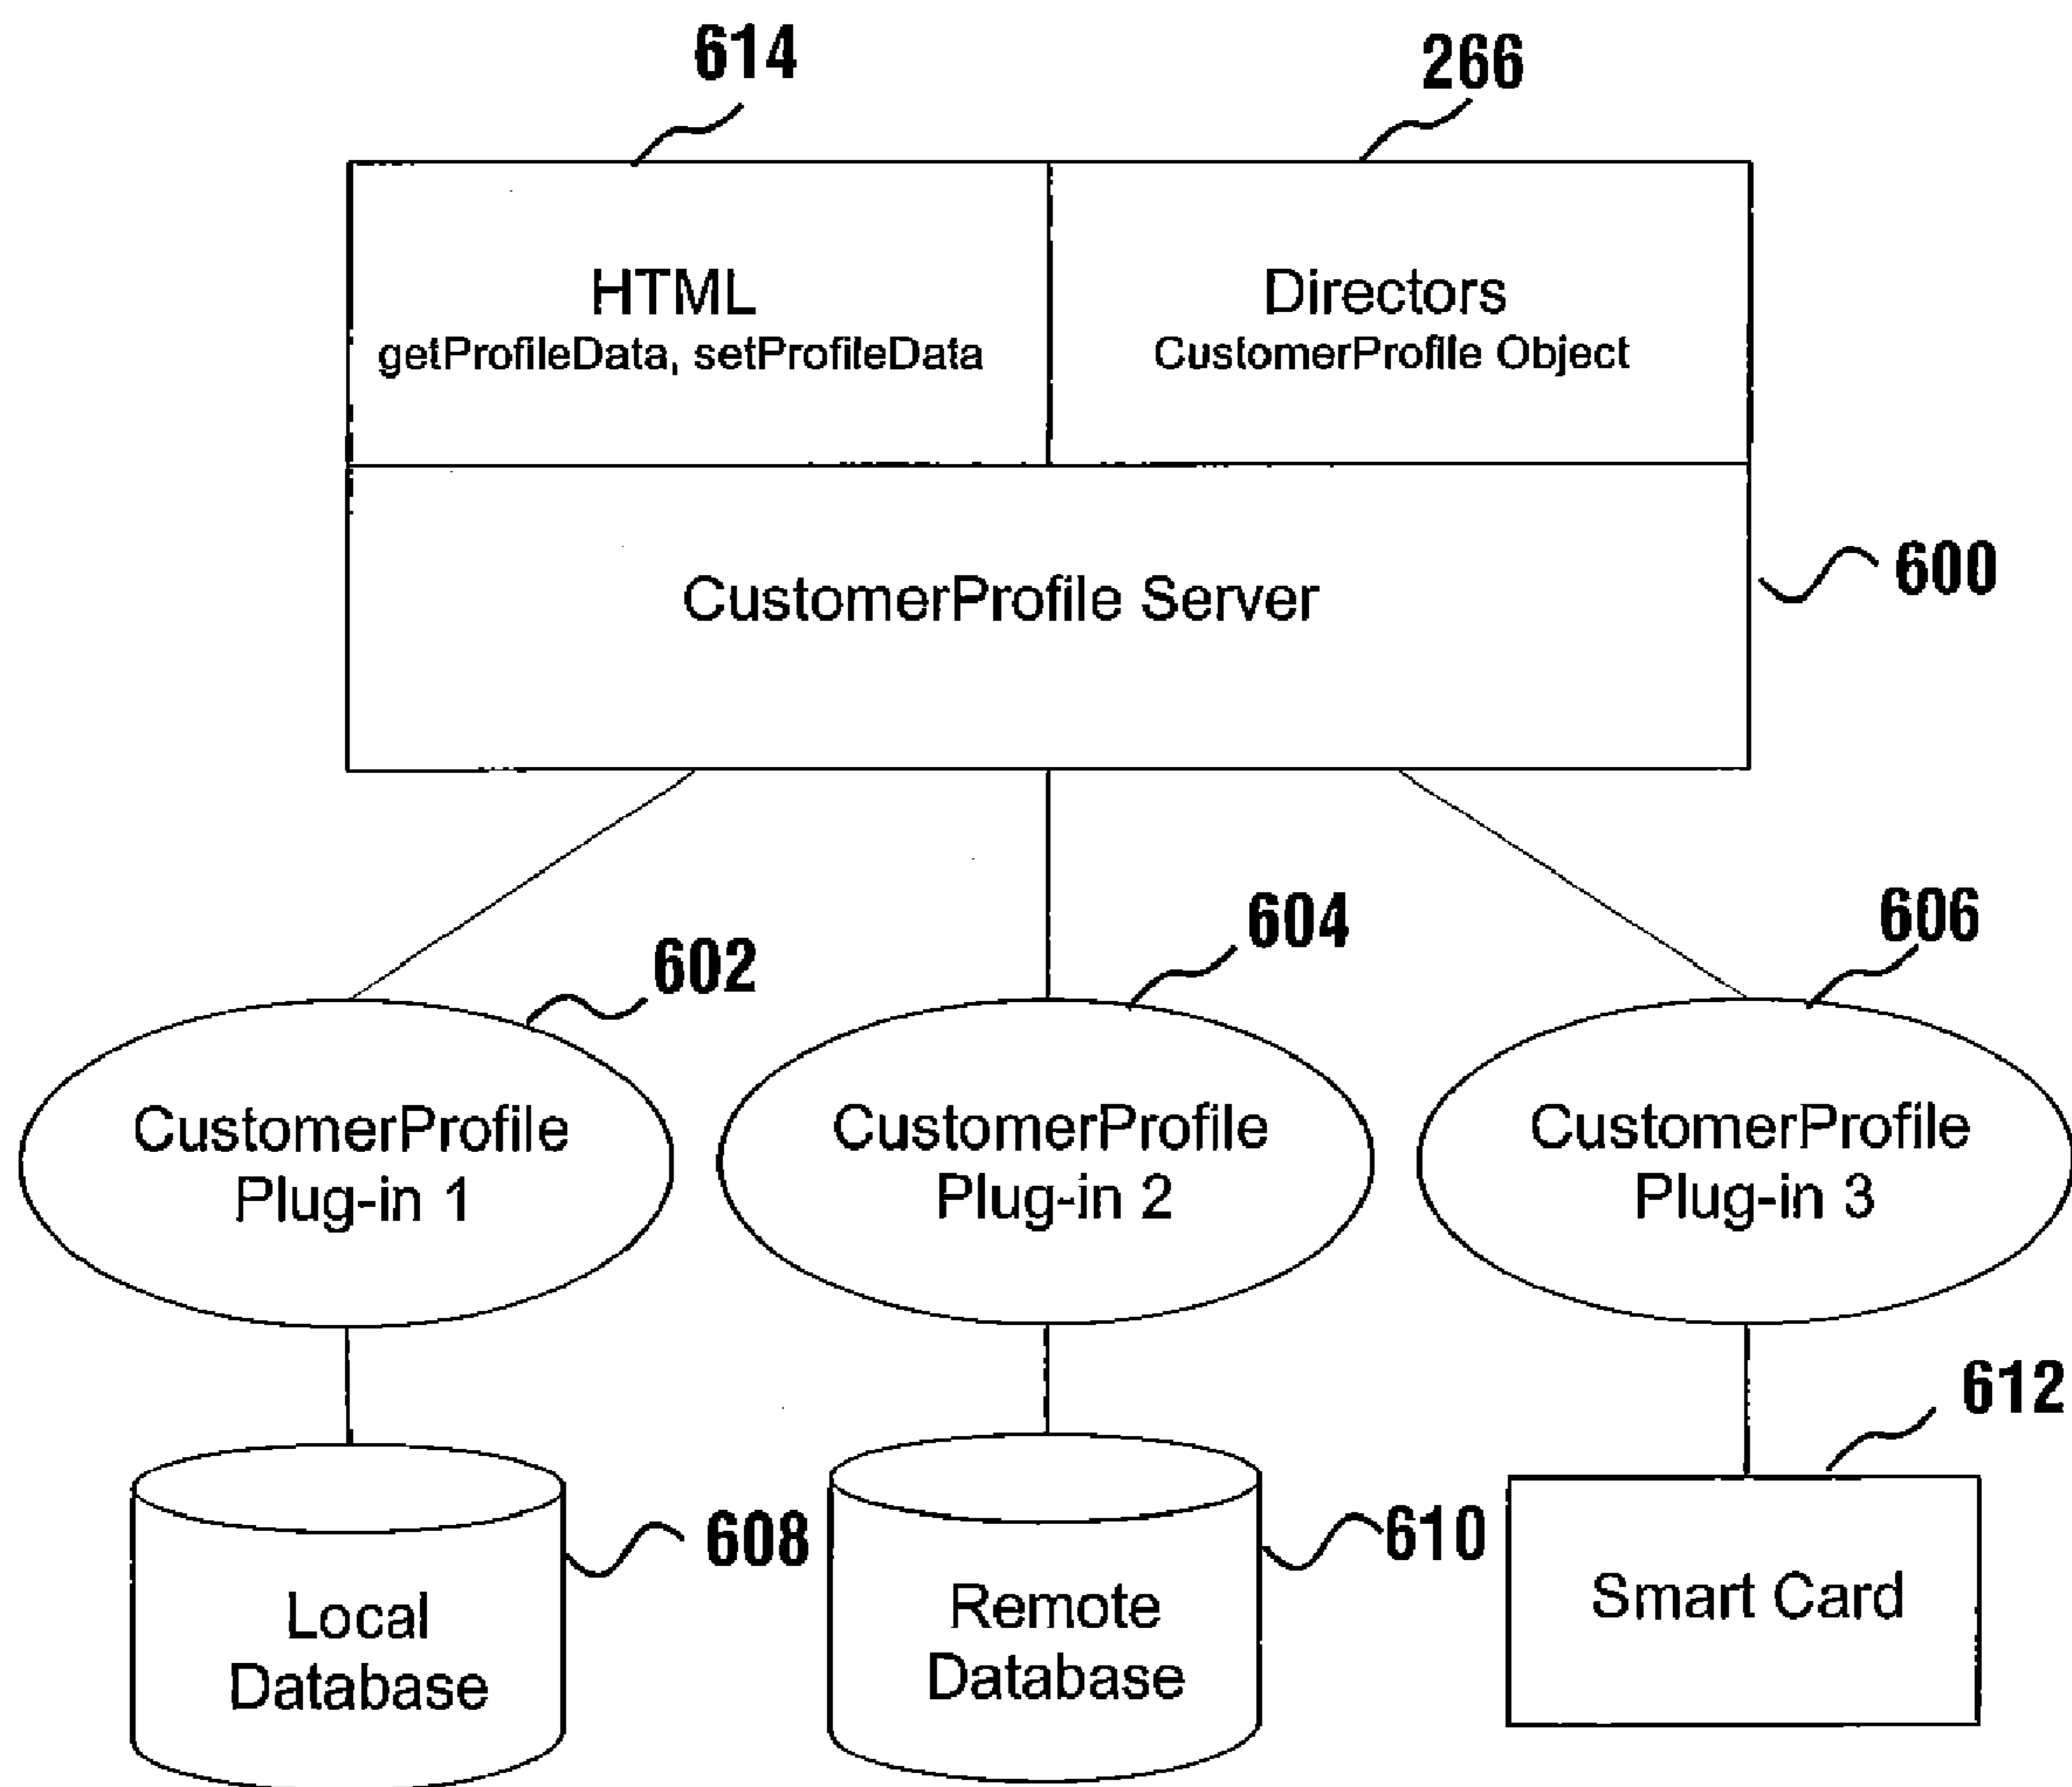 614
266
HTML
getProfileData, setProfileData
Directors
CustomerProfile Object
CustomerProfile Server
600
602
604
606
CustomerProfile
Plug-in 1
CustomerProfile
Plug-in 2
CustomerProfile
Plug-in 3
608
610
612
Local
Database
Remote
Database
Smart Card